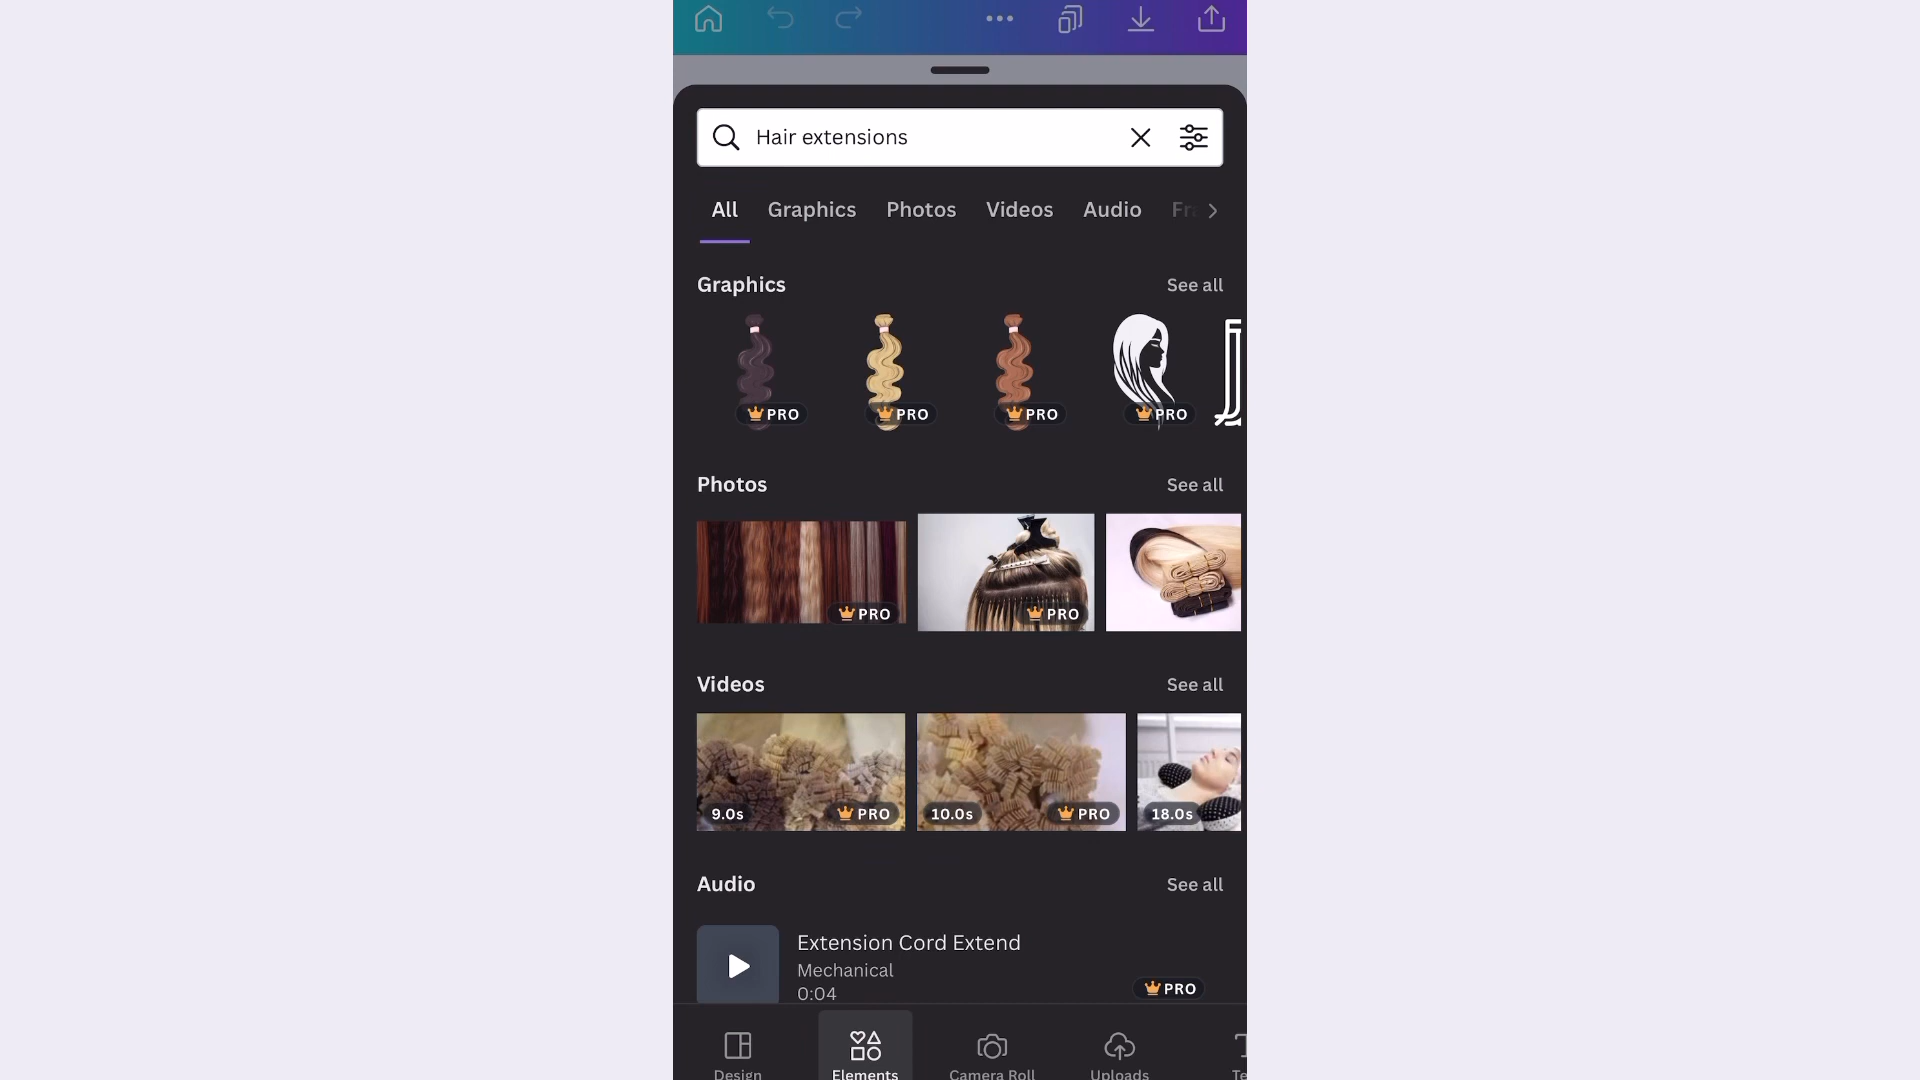 Hair extensions
All Graphics Photos Videos Audio
Graphics See all
PRO PRO PRO PRO
Photos See all
PRO PRO
Videos See all
9.0s PRO 10.0s PRO 18.0s
Audio See all
Extension Cord Extend
Mechanical
0:04
PRO
Design Elements Camera Roll Uploads